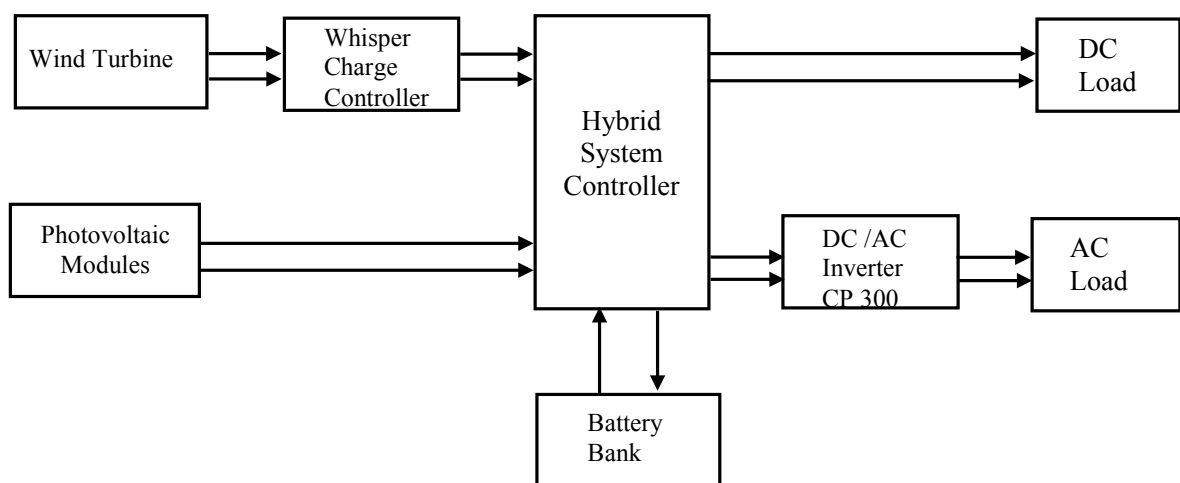 Wind Turbine
Whisper
Charge
Controller
Hybrid
System
Controller
DC
Load
Photovoltaic
Modules
DC /AC
Inverter
CP 300
AC
Load
Battery
Bank